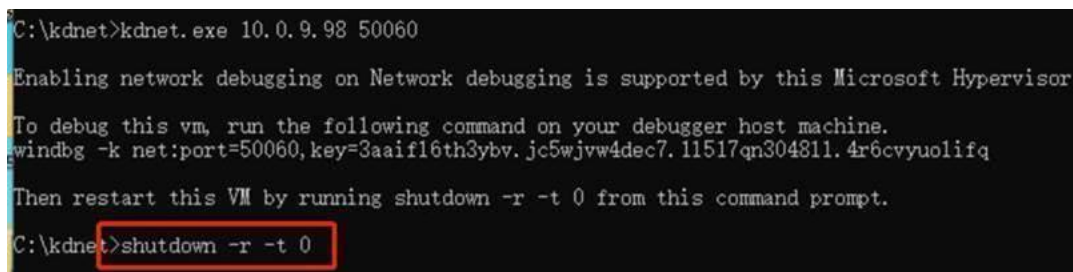 C:\kdnet>kdnet.exe 10.0.9.98 50060
Enabling network debugging on Network debugging is supported by this Microsoft Hypervisor
To debug this vm, run the following command on your debugger host machine.
windbg -k net:port=50060,key=3aaifl6th3ybv.jc5wjvw4dec7.11517qn304811.4r6cvyuolifq
Then restart this VM by running shutdown -r -t 0 from this command prompt.
C:\kdnet>shutdown -r -t 0